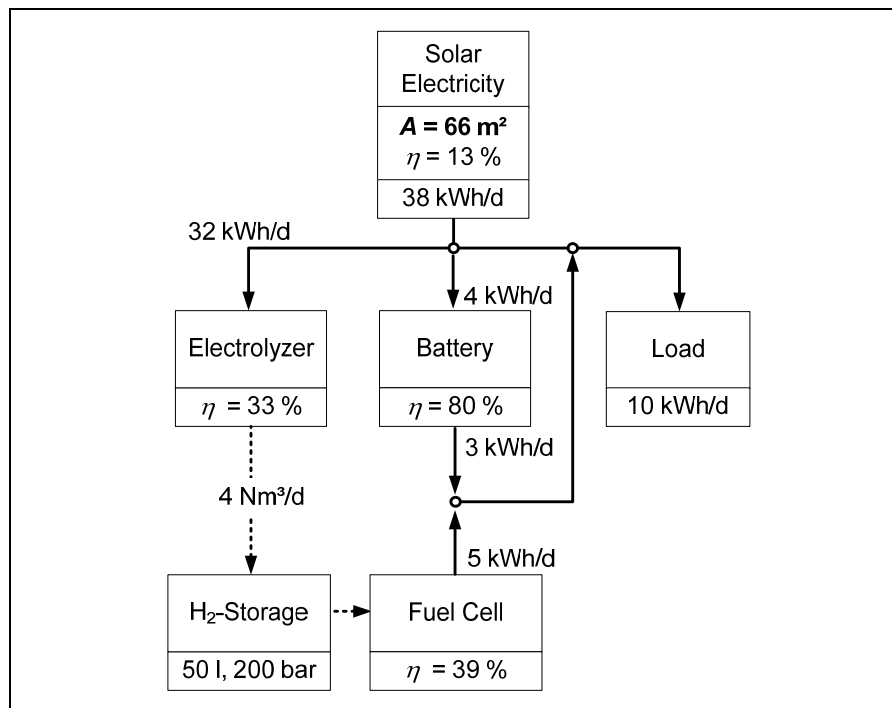 Solar
Electricity
A = 66 m²
η = 13 %
38 kWh/d
32 kWh/d
4 kWh/d
Electrolyzer
η = 33 %
Battery
η = 80 %
Load
10 kWh/d
3 kWh/d
4 Nm³/d
5 kWh/d
H₂-Storage
50 l, 200 bar
Fuel Cell
η = 39 %